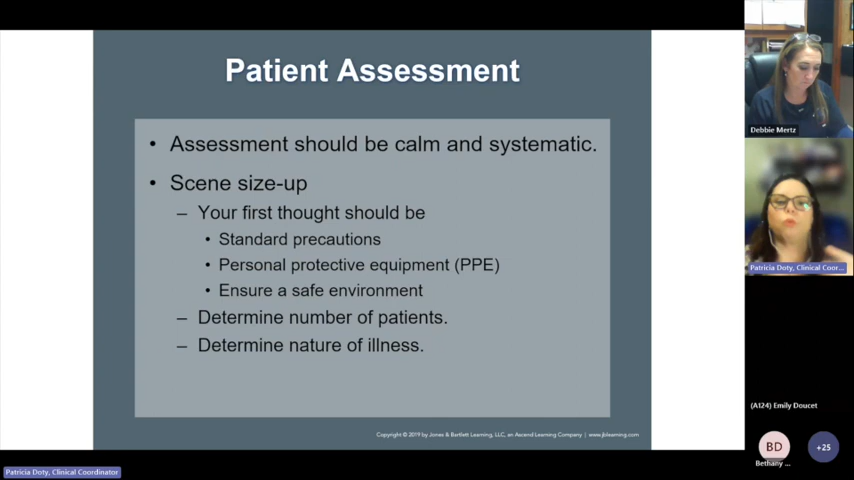 Patient Assessment
• Assessment should be calm and systematic.
• Scene size-up
– Your first thought should be
• Standard precautions
• Personal protective equipment (PPE)
• Ensure a safe environment
– Determine number of patients.
– Determine nature of illness.
Copyright © 2019 by Jones & Bartlett Learning, LLC, an Ascend Learning Company | www.jblearning.com
Patricia Doty, Clinical Coordinator
Debbie Mertz
Patricia Doty, Clinical Coor...
(A124) Emily Doucet
BD
+25
Bethany ...